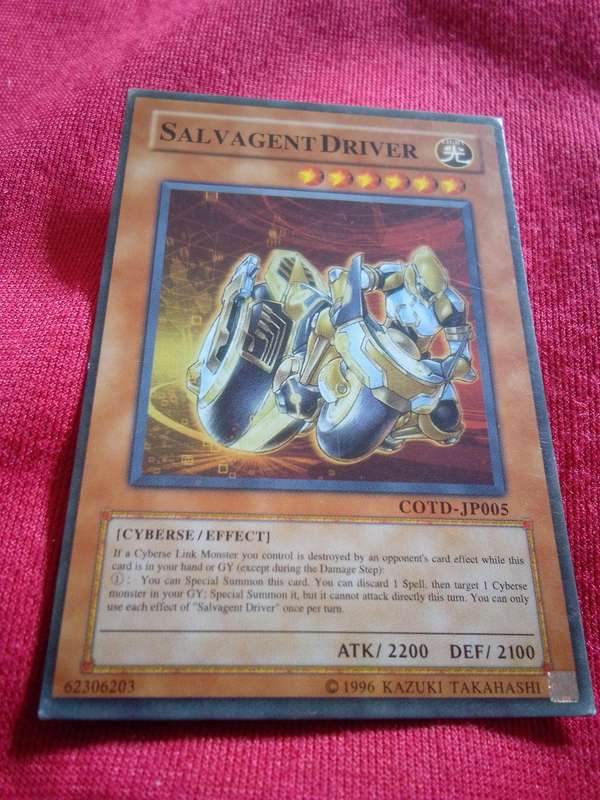 SALVAGENT DRIVER
LIGHT
光
COTD-JP005
[CYBERSE / EFFECT]
If a Cyberse Link Monster you control is destroyed by an opponent's card effect while this
card is in your hand or GY (except during the Damage Step):
①: You can Special Summon this card. You can discard 1 Spell, then target 1 Cyberse
monster in your GY; Special Summon it, but it cannot attack directly this turn. You can only
use each effect of "Salvagent Driver" once per turn.
ATK/ 2200 DEF/ 2100
62306203
©1996 KAZUKI TAKAHASHI